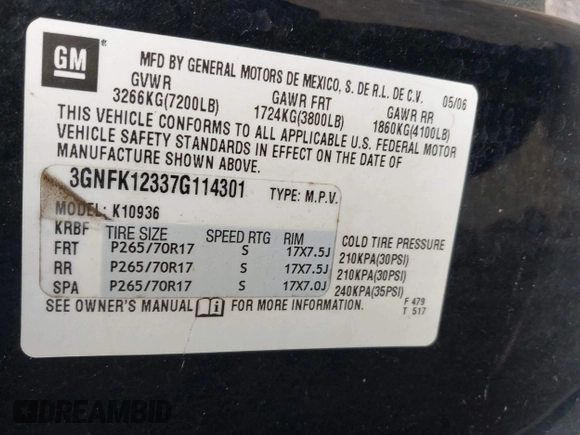 GM
MFD BY GENERAL MOTORS DE MEXICO, S. DE R.L. DE C.V. 05/06
GVWR GAWR FRT GAWR RR
3266KG(7200LB) 1724KG(3800LB) 1860KG(4100LB)
THIS VEHICLE CONFORMS TO ALL APPLICABLE U.S. FEDERAL MOTOR
VEHICLE SAFETY STANDARDS IN EFFECT ON THE DATE OF
MANUFACTURE SHOWN ABOVE.
3GNFK12337G114301 TYPE: M.P.V.
MODEL: K10936
KRBF TIRE SIZE SPEED RTG RIM COLD TIRE PRESSURE
FRT P265/70R17 S 17X7.5J 210KPA(30PSI)
RR P265/70R17 S 17X7.5J 210KPA(30PSI)
SPA P265/70R17 S 17X7.0J 240KPA(35PSI)
SEE OWNER'S MANUAL i FOR MORE INFORMATION. F 479
T 517
DREAMBID